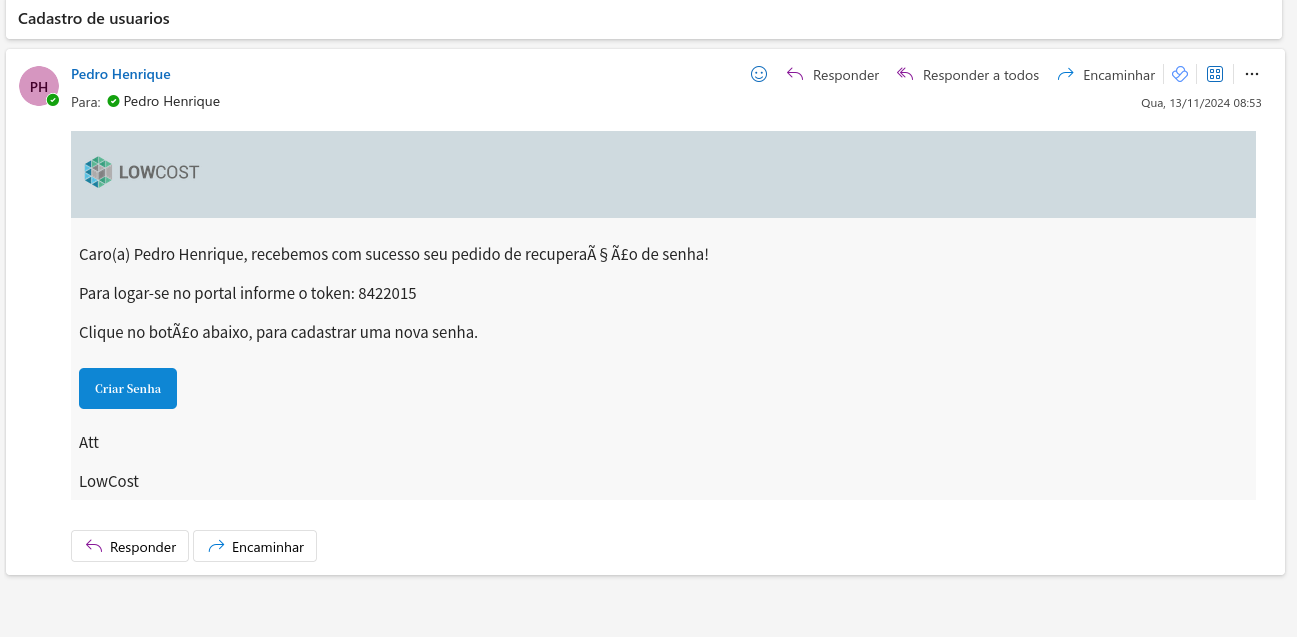 Cadastro de usuarios
PH
Pedro Henrique
Responder
Responder a todos
Encaminhar
Para: Pedro Henrique
Qua, 13/11/2024 08:53
LOWCOST
Caro(a) Pedro Henrique, recebemos com sucesso seu pedido de recuperaÃ § Ã£o de senha!
Para logar-se no portal informe o token: 8422015
Clique no botÃ£o abaixo, para cadastrar uma nova senha.
Criar Senha
Att
LowCost
Responder
Encaminhar